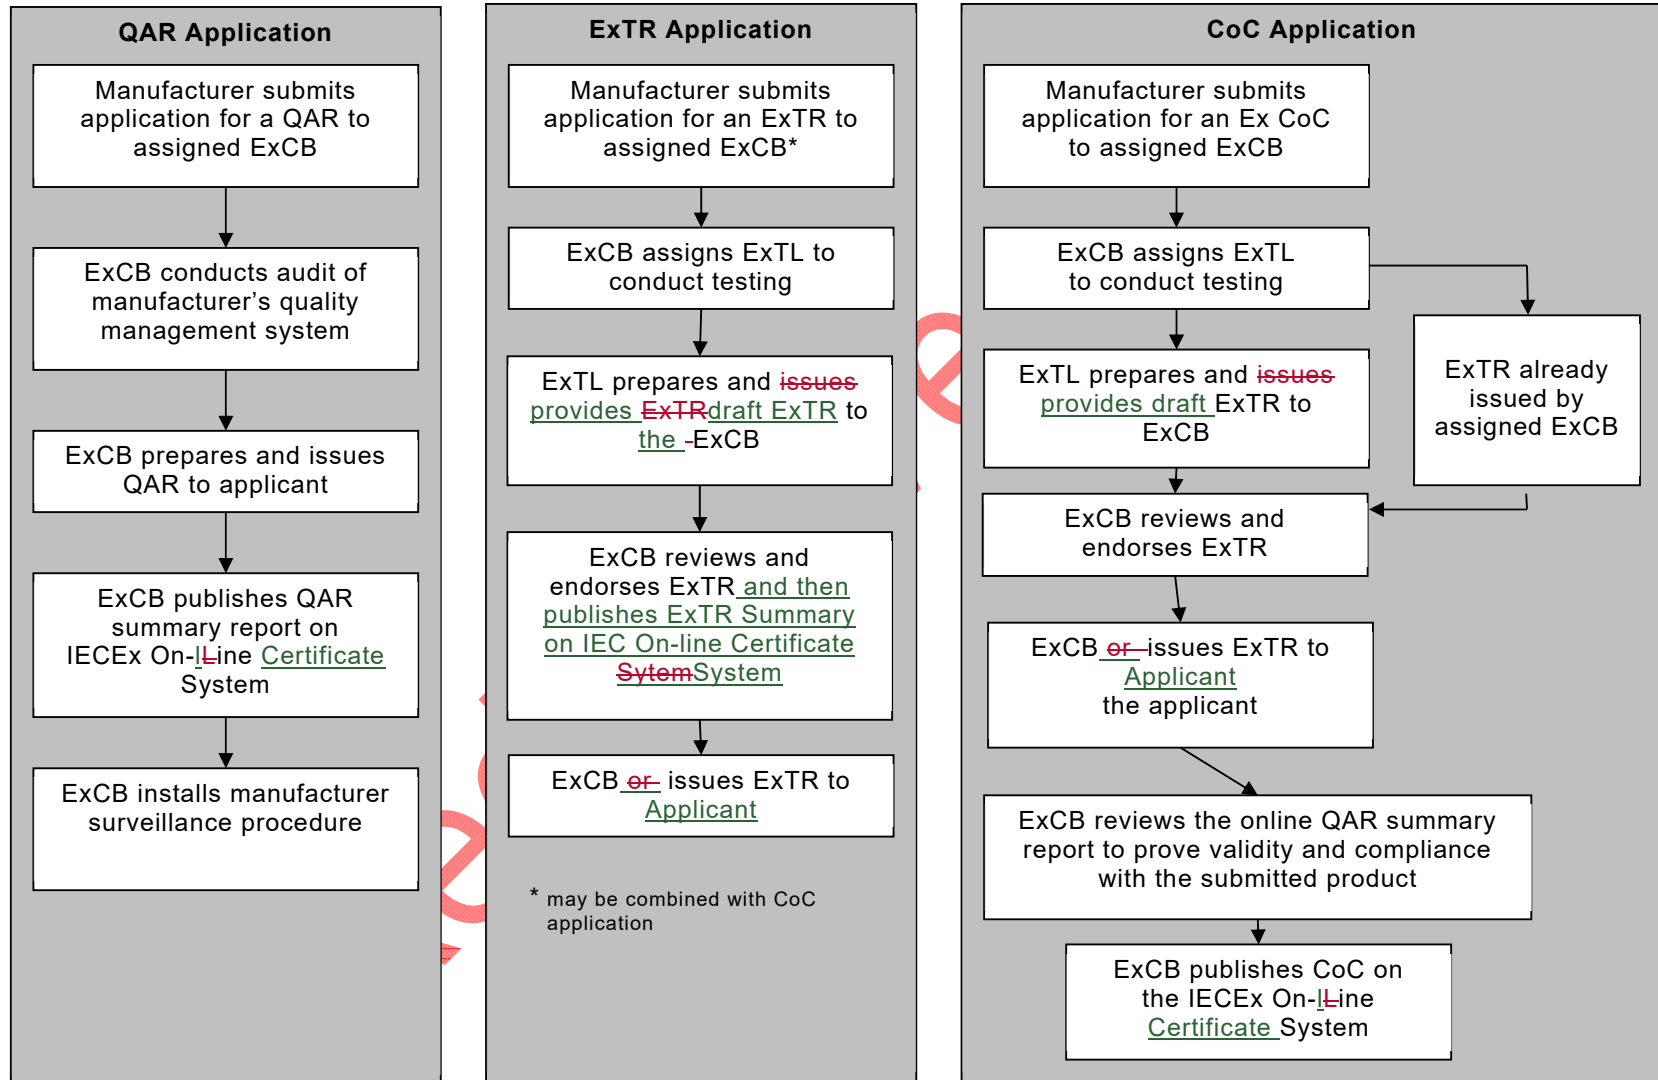 QAR Application
Manufacturer submits
application for a QAR to
assigned ExCB
ExCB conducts audit of
manufacturer’s quality
management system
ExCB prepares and issues
QAR to applicant
ExCB publishes QAR
summary report on
IECEx On-lLine Certificate
System
ExCB installs manufacturer
surveillance procedure
ExTR Application
Manufacturer submits
application for an ExTR to
assigned ExCB*
ExCB assigns ExTL to
conduct testing
ExTL prepares and issues
provides ExTRdraft ExTR to
the -ExCB
ExCB reviews and
endorses ExTR and then
publishes ExTR Summary
on IEC On-line Certificate
SytemSystem
ExCB or issues ExTR to
Applicant
* may be combined with CoC
application
CoC Application
Manufacturer submits
application for an Ex CoC
to assigned ExCB
ExCB assigns ExTL
to conduct testing
ExTL prepares and issues
provides draft ExTR to
ExCB
ExTR already
issued by
assigned ExCB
ExCB reviews and
endorses ExTR
ExCB or issues ExTR to
Applicant
the applicant
ExCB reviews the online QAR summary
report to prove validity and compliance
with the submitted product
ExCB publishes CoC on
the IECEx On-lLine
Certificate System